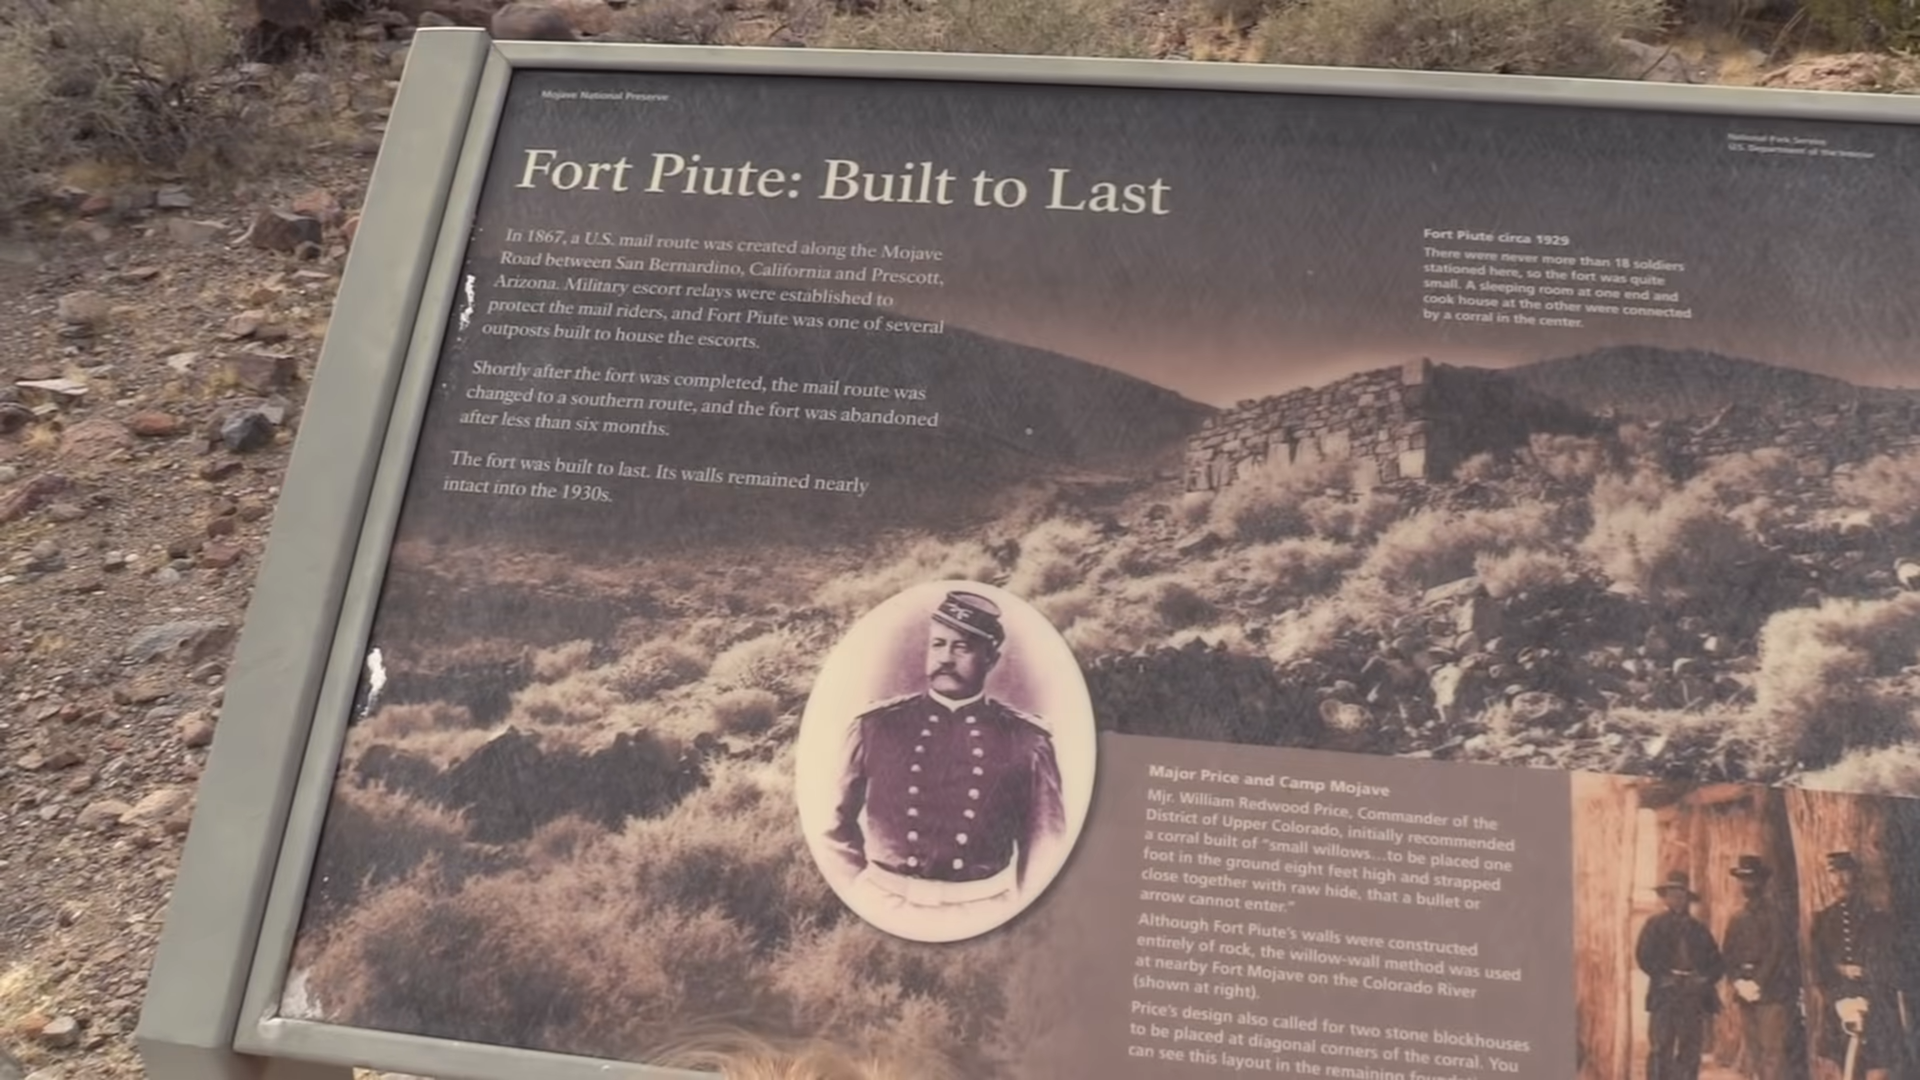 Mojave National Preserve
National Park Service
U.S. Department of the Interior
Fort Piute: Built to Last
In 1867, a U.S. mail route was created along the Mojave
Road between San Bernardino, California and Prescott,
Arizona. Military escort relays were established to
protect the mail riders, and Fort Piute was one of several
outposts built to house the escorts.
Shortly after the fort was completed, the mail route was
changed to a southern route, and the fort was abandoned
after less than six months.
The fort was built to last. Its walls remained nearly
intact into the 1930s.
Fort Piute circa 1929
There were never more than 18 soldiers
stationed here, so the fort was quite
small. A sleeping room at one end and
cook house at the other were connected
by a corral in the center.
Major Price and Camp Mojave
Mjr. William Redwood Price, Commander of the
District of Upper Colorado, initially recommended
a corral built of “small willows...to be placed one
foot in the ground eight feet high and strapped
close together with raw hide, that a bullet or
arrow cannot enter.”
Although Fort Piute's walls were constructed
entirely of rock, the willow-wall method was used
at nearby Fort Mojave on the Colorado River
(shown at right).
Price's design also called for two stone blockhouses
to be placed at diagonal corners of the corral. You
can see this layout in the remaining